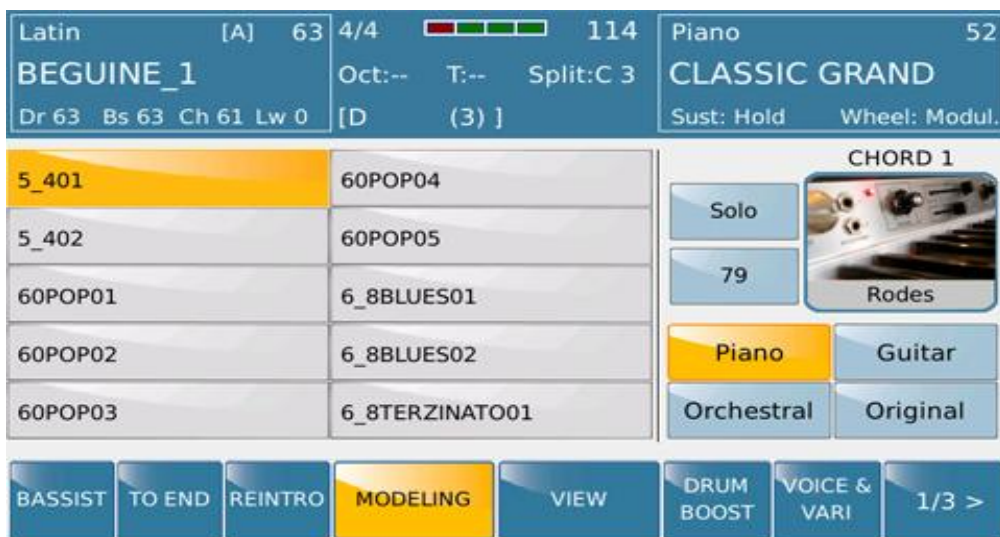 Latin [A] 63
BEGUINE_1
Dr 63 Bs 63 Ch 61 Lw 0
4/4 114
Oct:-- T:-- Split:C 3
[D (3) ]
Piano 52
CLASSIC GRAND
Sust: Hold Wheel: Modul.
5_401
5_402
60POP01
60POP02
60POP03
60POP04
60POP05
6_8BLUES01
6_8BLUES02
6_8TERZINATO01
CHORD 1
Solo
79
Rodes
Piano Guitar
Orchestral Original
BASSIST TO END REINTRO MODELING VIEW DRUM BOOST VOICE & VARI 1/3 >